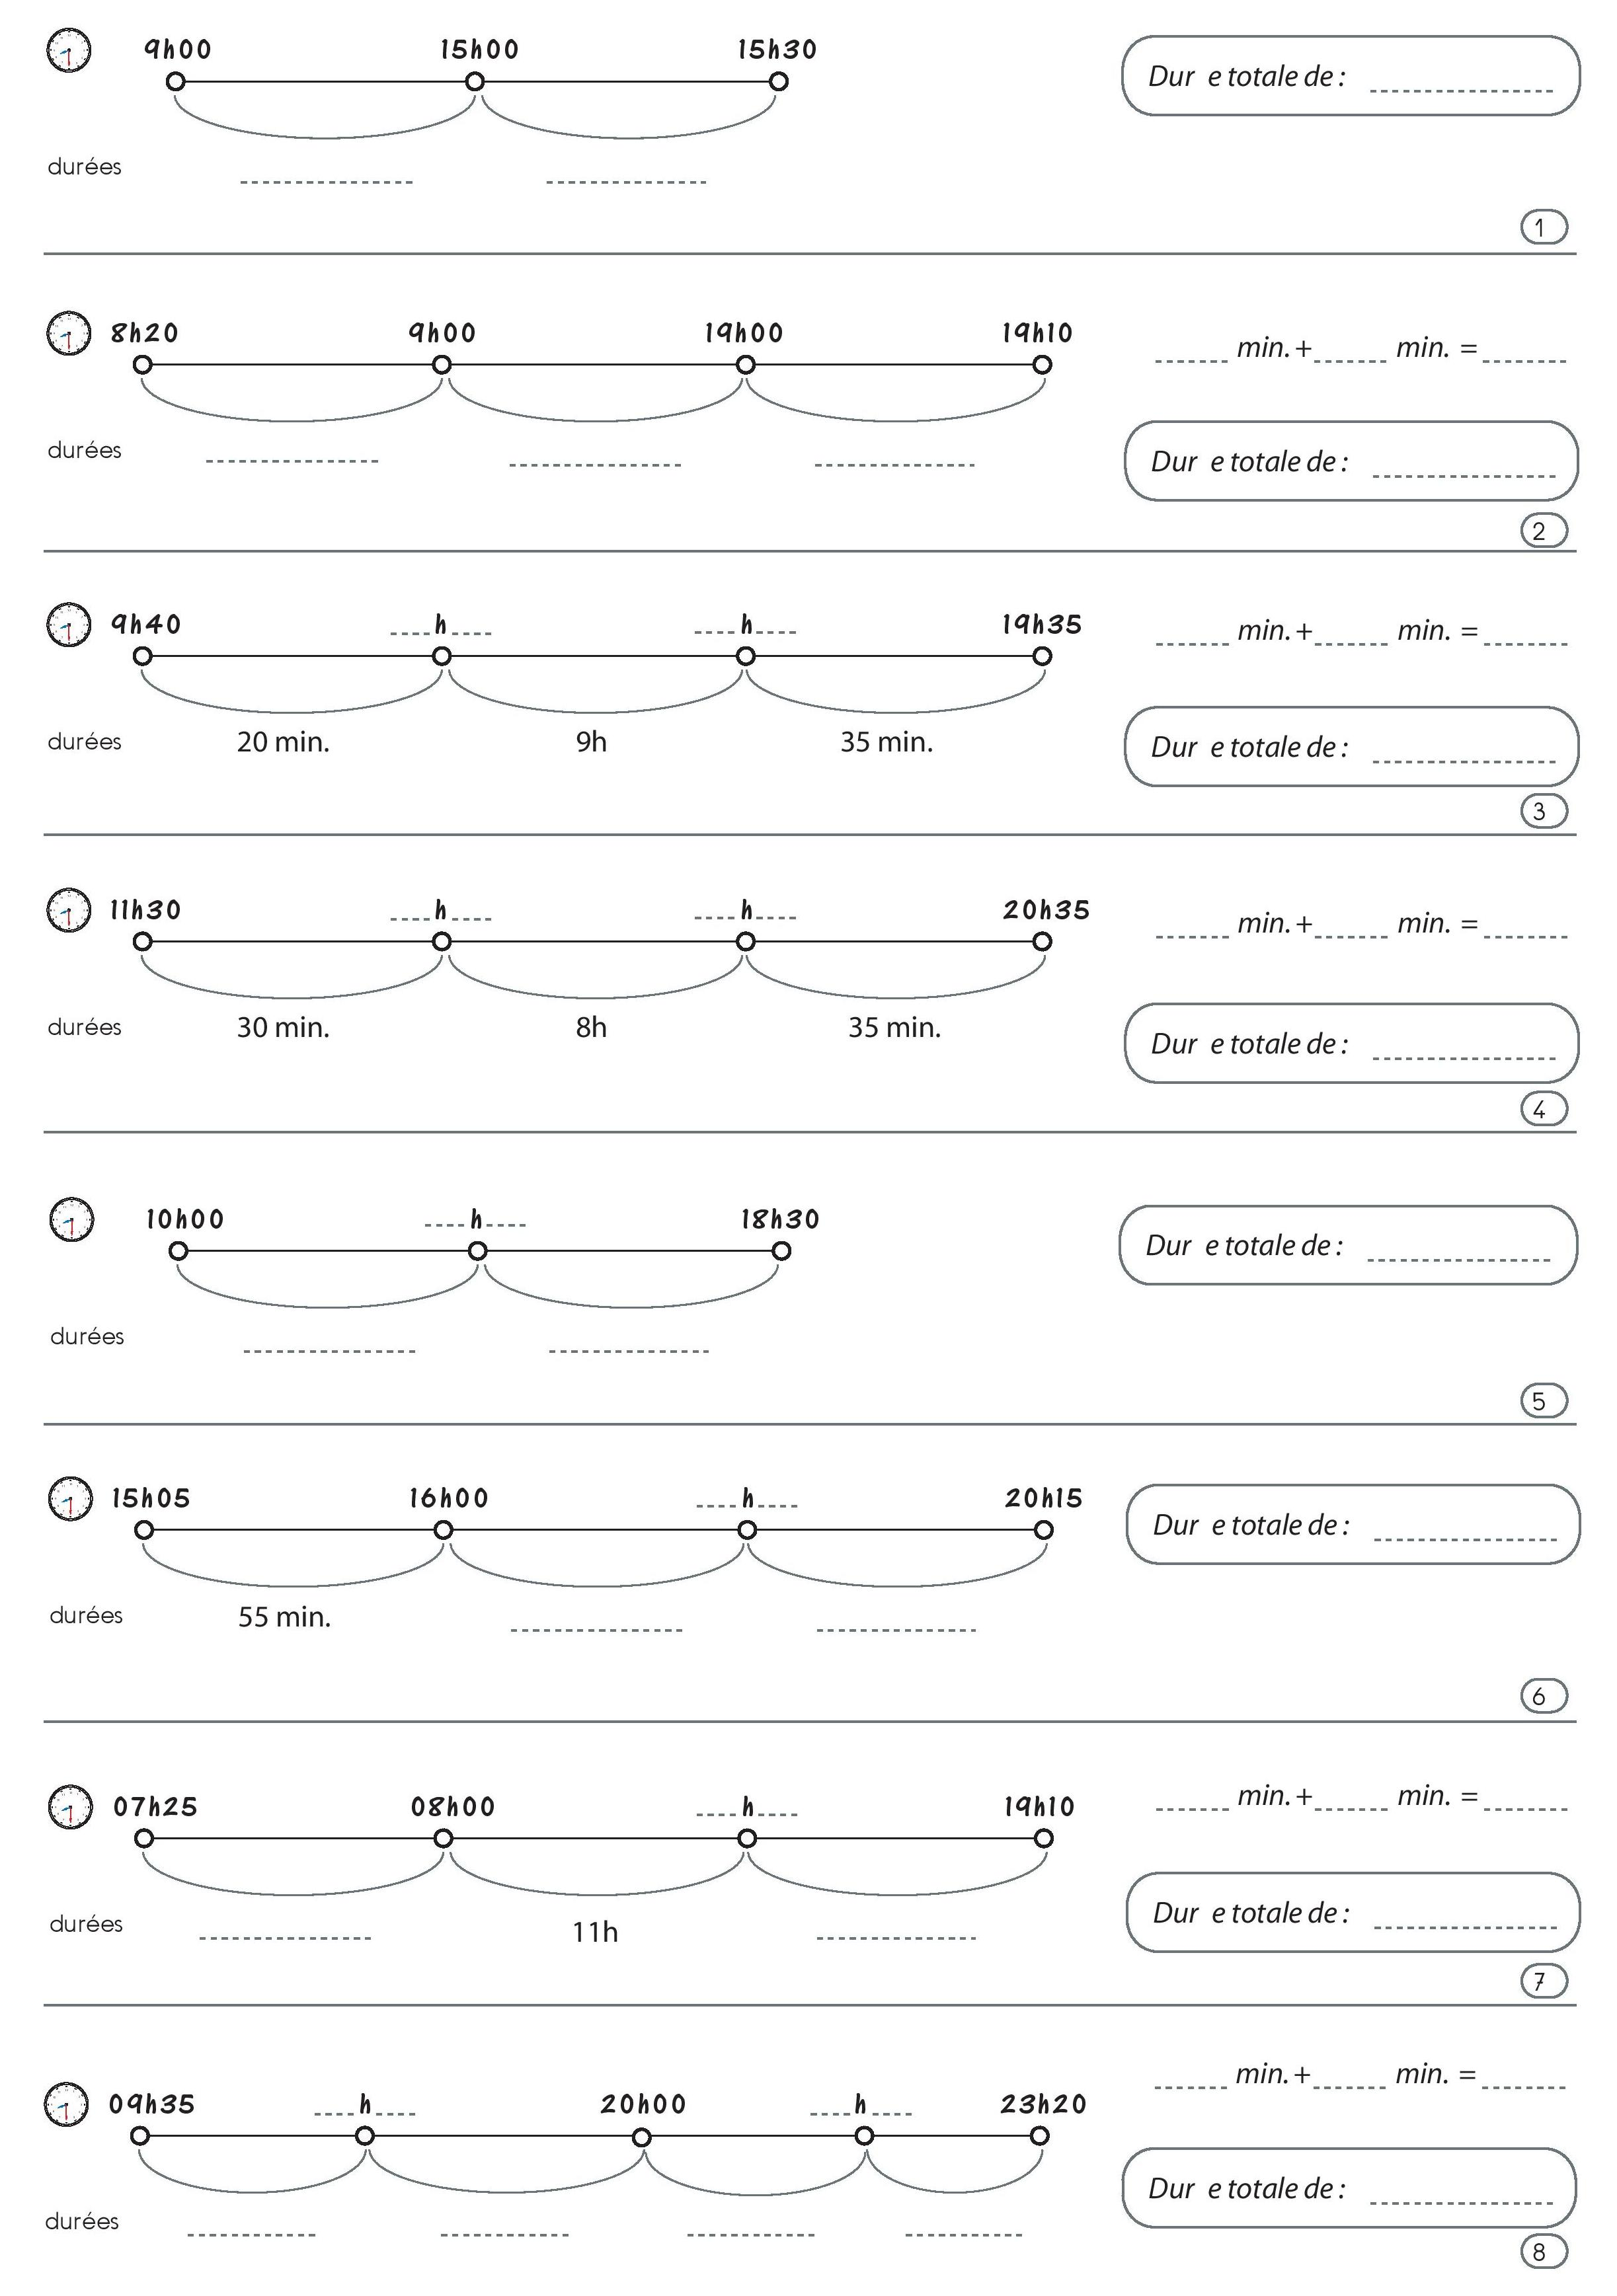 9h00 15h00 15h30
Dur e totale de :
durées
1
8h20 9h00 19h00 19h10
min. + min. =
durées
Dur e totale de :
2
9h40 h h 19h35
min. + min. =
durées 20 min. 9h 35 min.
Dur e totale de :
3
11h30 h h 20h35
min. + min. =
durées 30 min. 8h 35 min.
Dur e totale de :
4
10h00 h 18h30
Dur e totale de :
durées
5
15h05 16h00 h 20h15
Dur e totale de :
durées 55 min.
6
07h25 08h00 h 19h10
min. + min. =
durées 11h
Dur e totale de :
7
min. + min. =
09h35 h 20h00 h 23h20
Dur e totale de :
durées
8